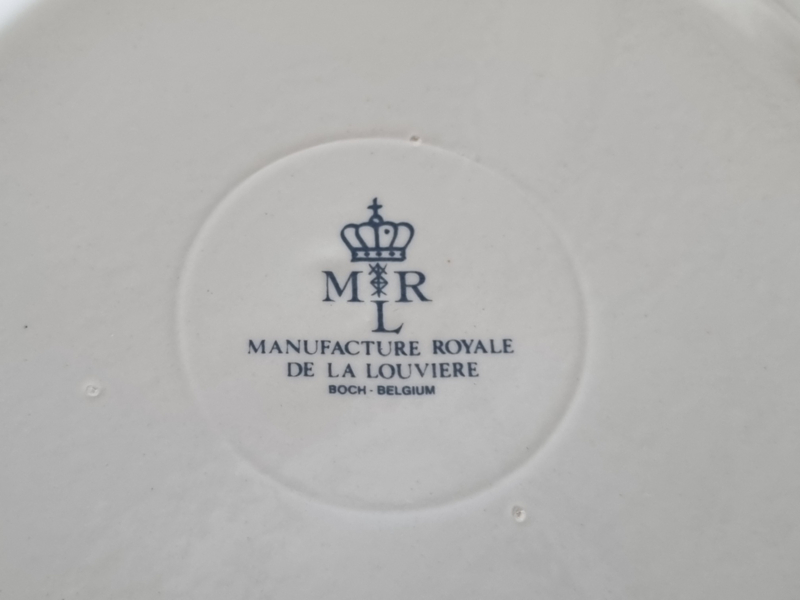 M R
L
MANUFACTURE ROYALE
DE LA LOUVIERE
BOCH - BELGIUM